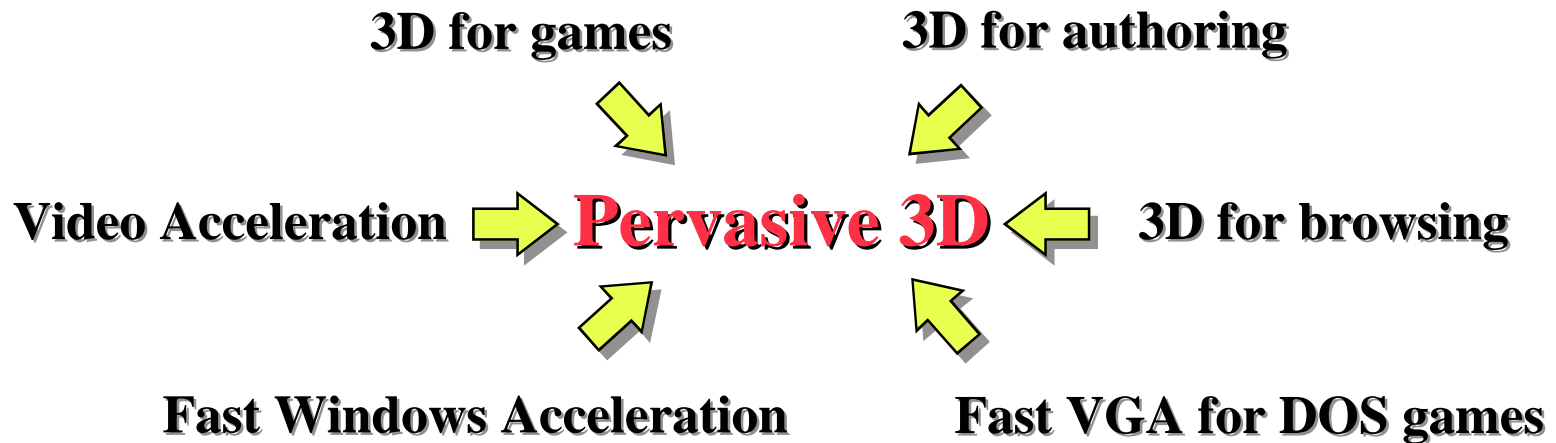 3D for games
3D for authoring
Video Acceleration
Pervasive 3D
3D for browsing
Fast Windows Acceleration
Fast VGA for DOS games